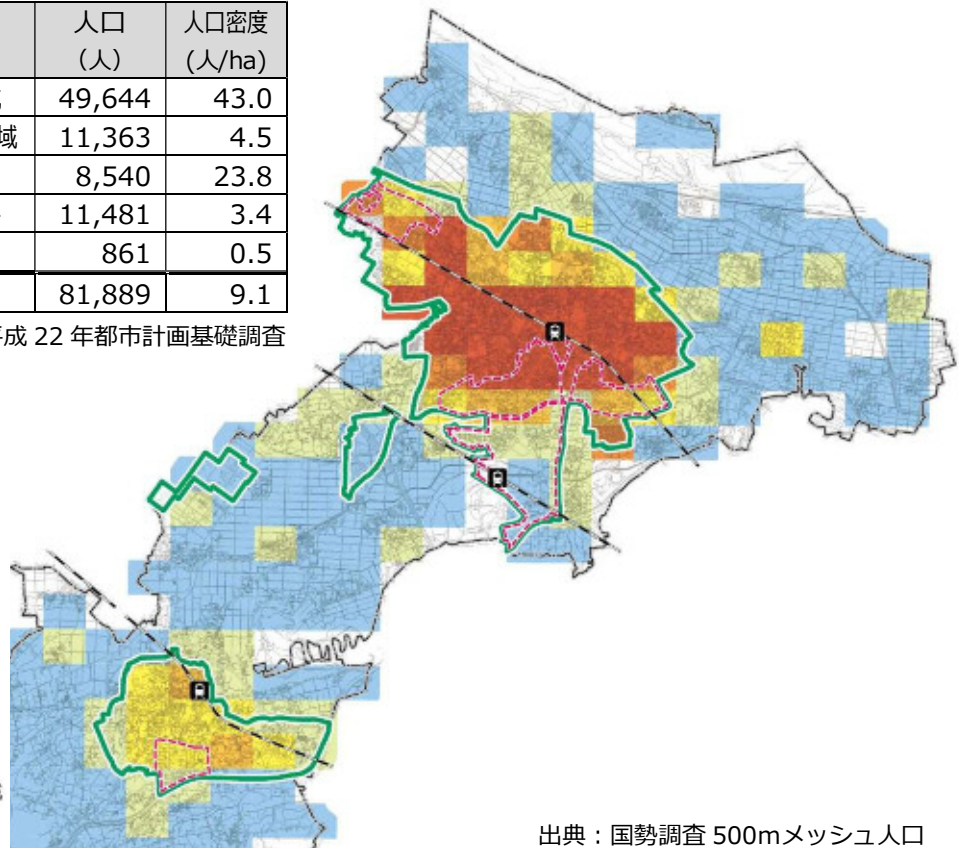 人口 人口密度
（人） (人/ha)
49,644 43.0
域 11,363 4.5
8,540 23.8
11,481 3.4
861 0.5
81,889 9.1
成 22 年都市計画基礎調査
出典：国勢調査 500mメッシュ人口